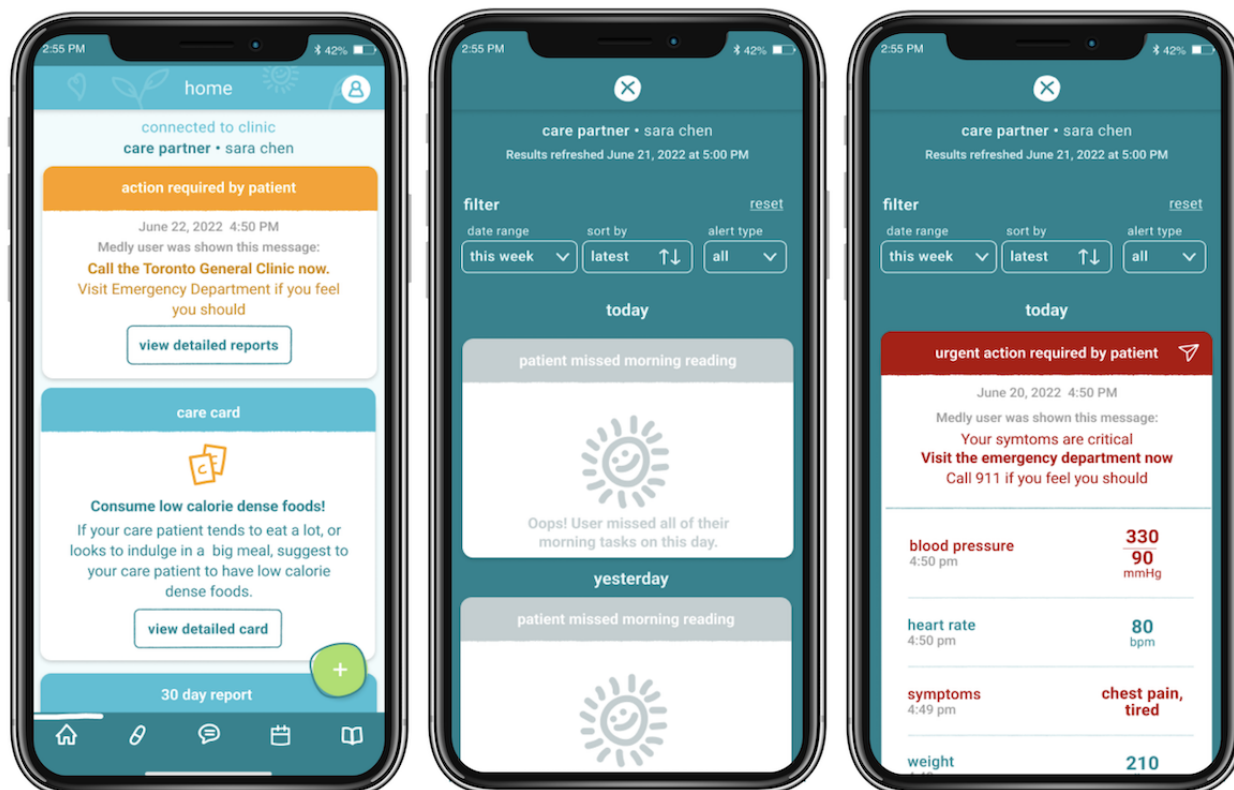 2:55 PM
42%
home
connected to clinic
care partner • sara chen
action required by patient
June 22, 2022 4:50 PM
Medly user was shown this message:
Call the Toronto General Clinic now.
Visit Emergency Department if you feel
you should
view detailed reports
care card
C
Consume low calorie dense foods!
If your care patient tends to eat a lot, or
looks to indulge in a big meal, suggest to
your care patient to have low calorie
dense foods.
view detailed card
+
30 day report
2:55 PM
42%
care partner • sara chen
Results refreshed June 21, 2022 at 5:00 PM
filter
reset
date range
sort by
alert type
this week
latest
all
today
patient missed morning reading
Oops! User missed all of their
morning tasks on this day.
yesterday
patient missed morning reading
2:55 PM
42%
care partner • sara chen
Results refreshed June 21, 2022 at 5:00 PM
filter
reset
date range
sort by
alert type
this week
latest
all
today
urgent action required by patient
June 20, 2022 4:50 PM
Medly user was shown this message:
Your symtoms are critical
Visit the emergency department now
Call 911 if you feel you should
blood pressure
4:50 pm
330
90
mmHg
heart rate
4:50 pm
80
bpm
symptoms
4:49 pm
chest pain,
tired
weight
210